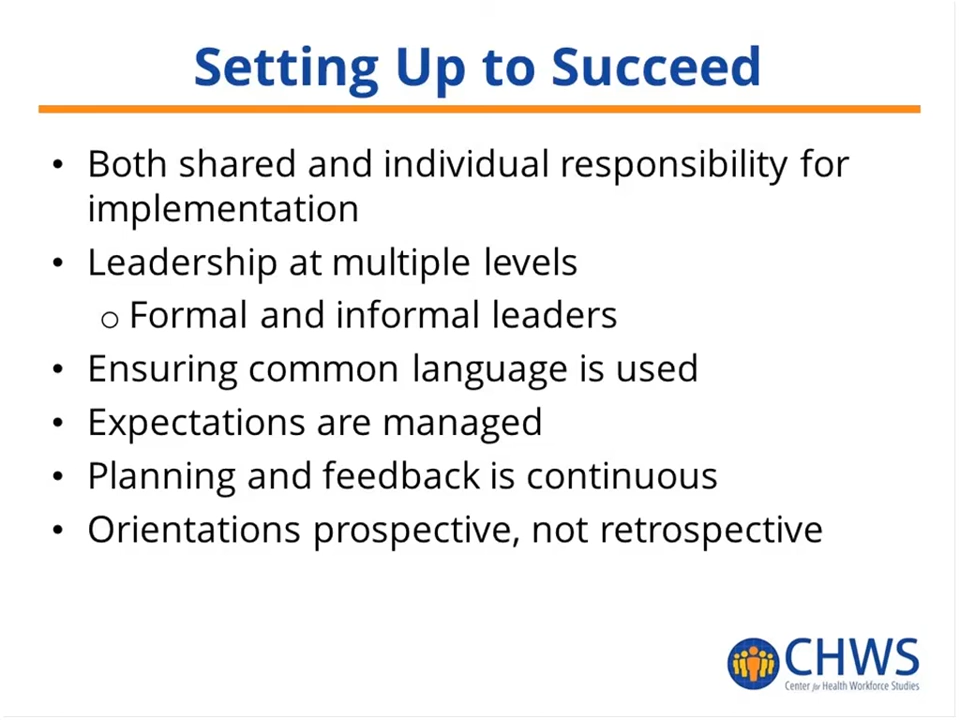 Setting Up to Succeed
• Both shared and individual responsibility for
implementation
• Leadership at multiple levels
o Formal and informal leaders
• Ensuring common language is used
• Expectations are managed
• Planning and feedback is continuous
• Orientations prospective, not retrospective
CHWS
Center for Health Workforce Studies